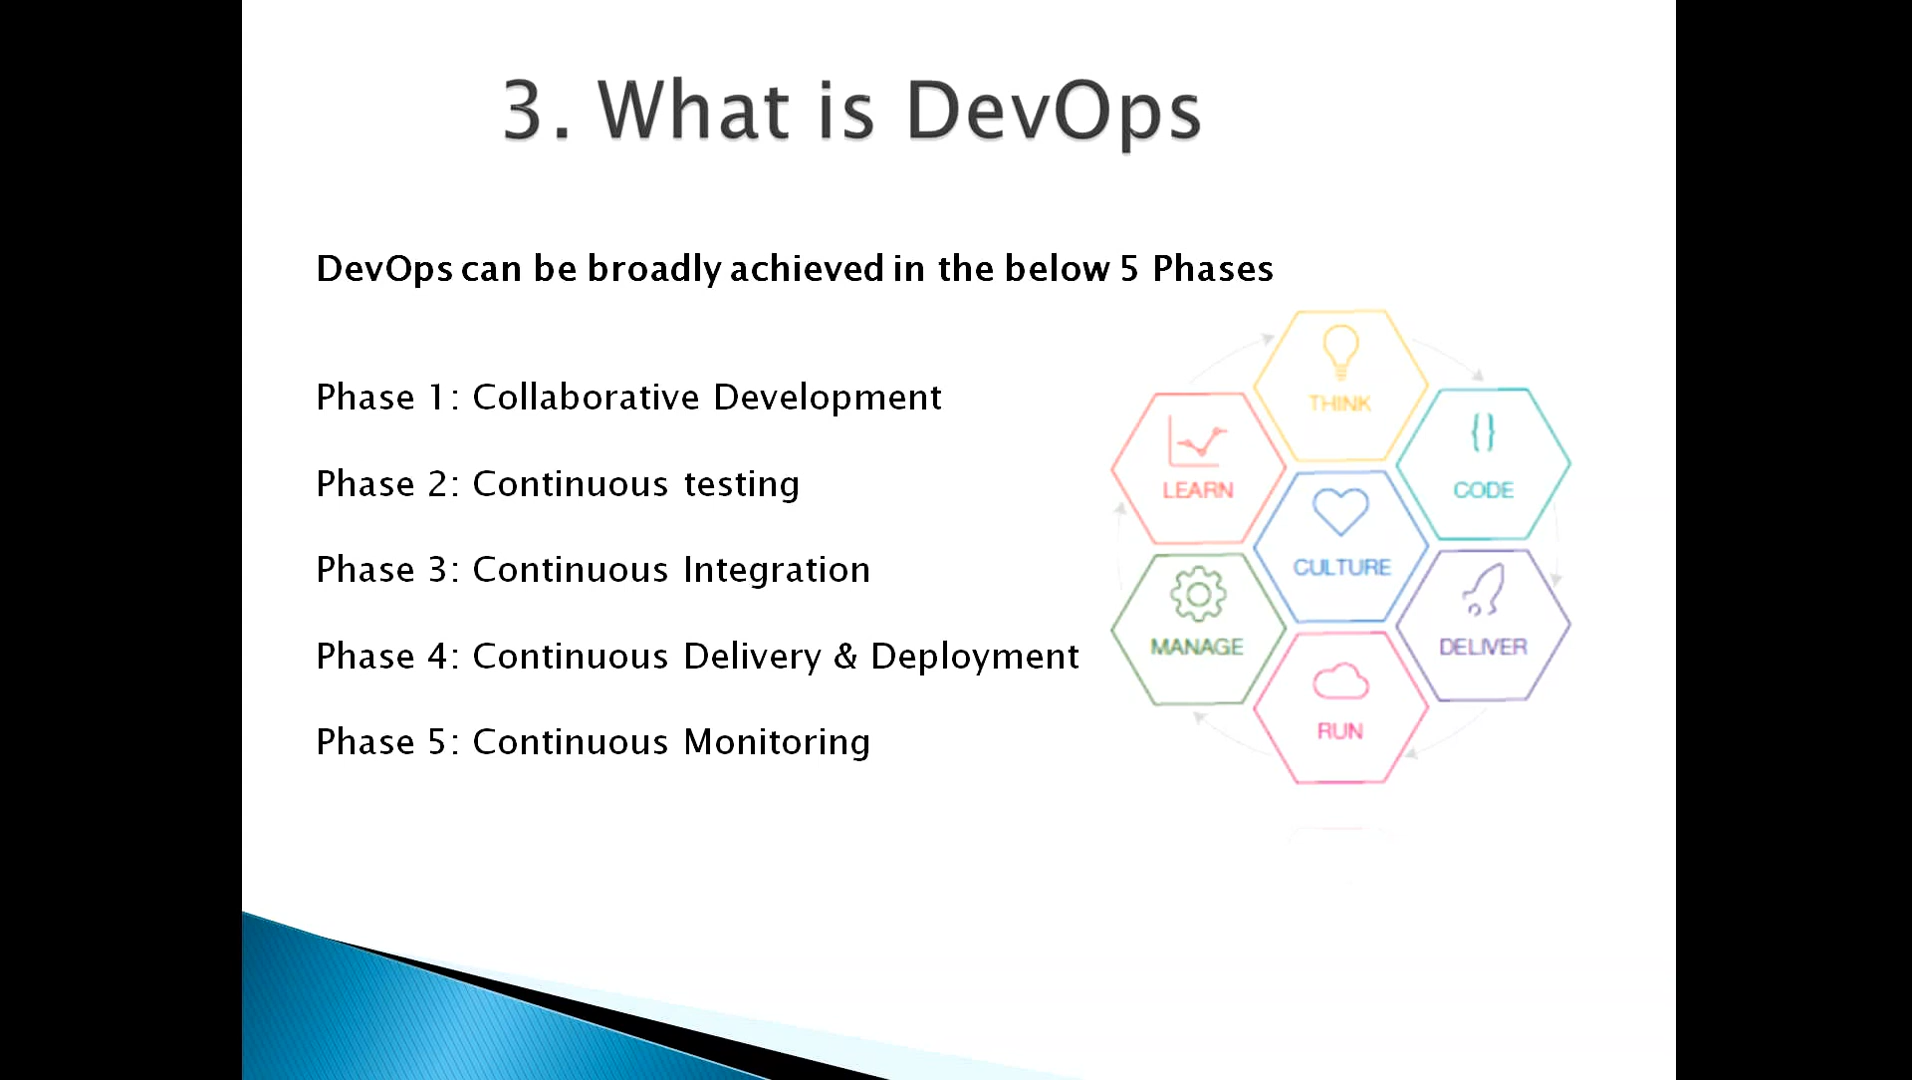 3. What is DevOps
DevOps can be broadly achieved in the below 5 Phases
Phase 1: Collaborative Development
Phase 2: Continuous testing
Phase 3: Continuous Integration
Phase 4: Continuous Delivery & Deployment
Phase 5: Continuous Monitoring
THINK
LEARN
{} CODE
CULTURE
MANAGE
DELIVER
RUN